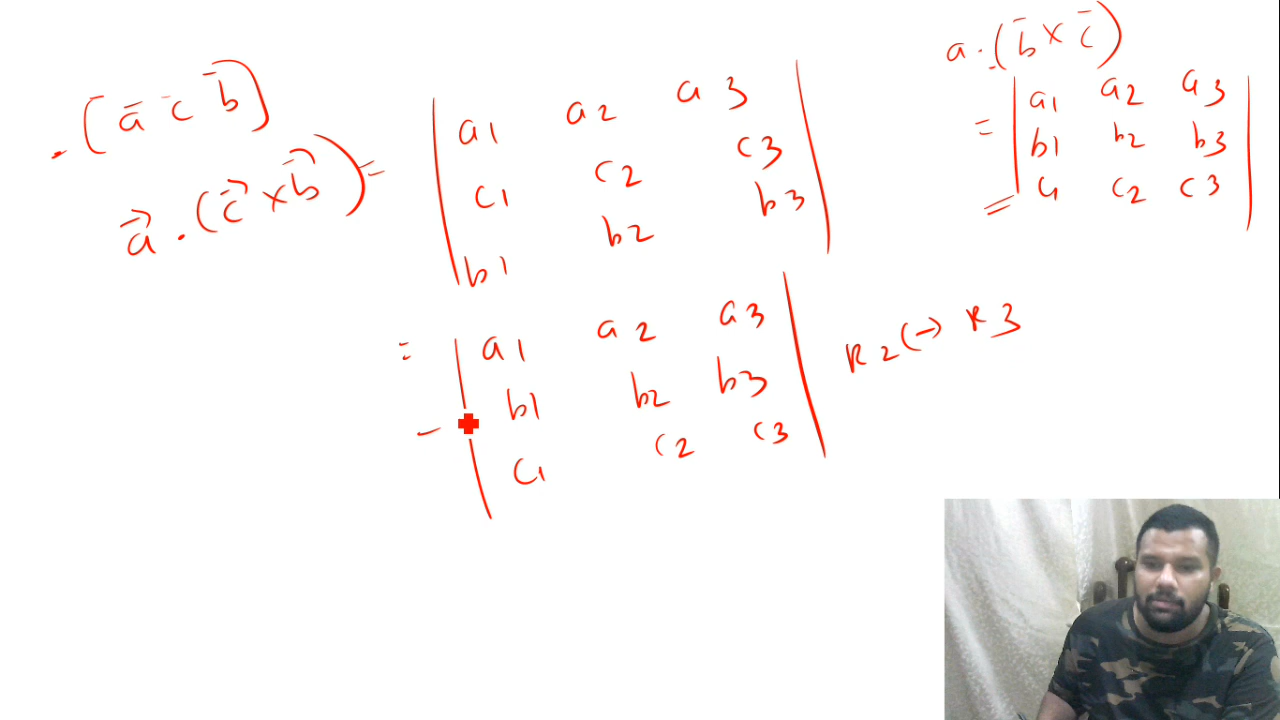 a · (b̄ × c̄)
= | a1 a2 a3 |
| b1 b2 b3 |
= | c1 c2 c3 |
. [ā c̄ b̄]
a⃗ · (c⃗ × b⃗) = | a1 a2 a3 |
| c1 c2 c3 |
| b1 b2 b3 |
= | a1 a2 a3 | R2 ↔ R3
− | b1 b2 b3 |
| c1 c2 c3 |